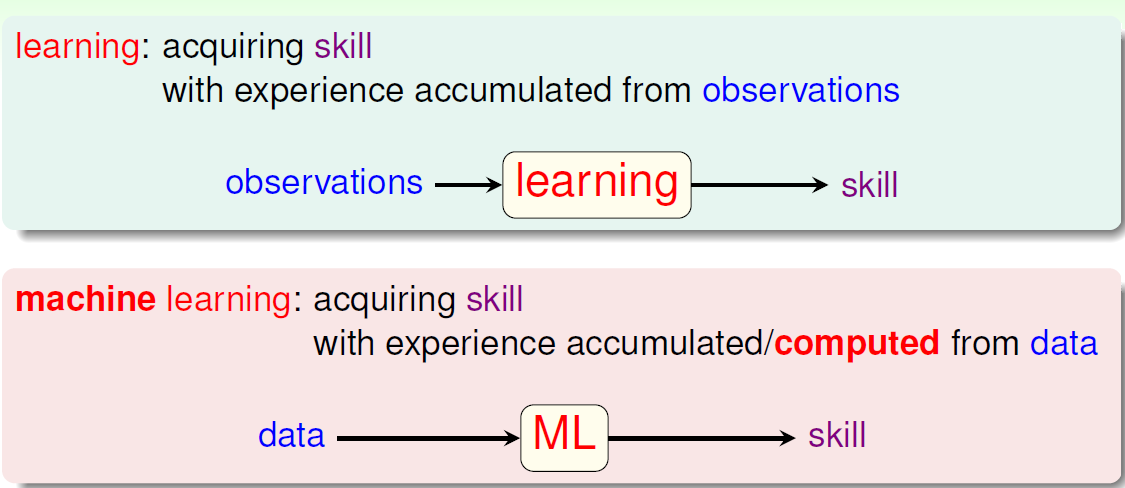 learning: acquiring skill
with experience accumulated from observations
observations learning skill
machine learning: acquiring skill
with experience accumulated/computed from data
data ML skill